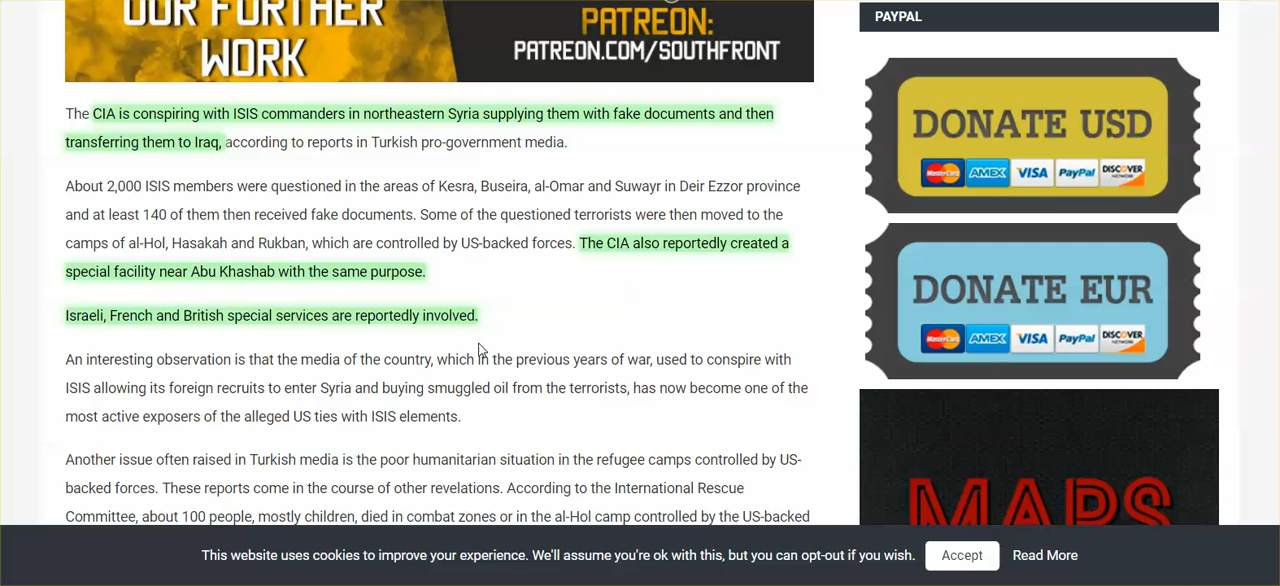 OUR FURTHER
WORK
PATREON:
PATREON.COM/SOUTHFRONT
The CIA is conspiring with ISIS commanders in northeastern Syria supplying them with fake documents and then
transferring them to Iraq, according to reports in Turkish pro-government media.
About 2,000 ISIS members were questioned in the areas of Kesra, Buseira, al-Omar and Suwayr in Deir Ezzor province
and at least 140 of them then received fake documents. Some of the questioned terrorists were then moved to the
camps of al-Hol, Hasakah and Rukban, which are controlled by US-backed forces. The CIA also reportedly created a
special facility near Abu Khashab with the same purpose.
Israeli, French and British special services are reportedly involved.
An interesting observation is that the media of the country, which in the previous years of war, used to conspire with
ISIS allowing its foreign recruits to enter Syria and buying smuggled oil from the terrorists, has now become one of the
most active exposers of the alleged US ties with ISIS elements.
Another issue often raised in Turkish media is the poor humanitarian situation in the refugee camps controlled by US-
backed forces. These reports come in the course of other revelations. According to the International Rescue
Committee, about 100 people, mostly children, died in combat zones or in the al-Hol camp controlled by the US-backed
PAYPAL
DONATE USD
MasterCard AMEX VISA PayPal DISCOVER NETWORK
DONATE EUR
MasterCard AMEX VISA PayPal DISCOVER NETWORK
MAPS
This website uses cookies to improve your experience. We'll assume you're ok with this, but you can opt-out if you wish. Accept Read More